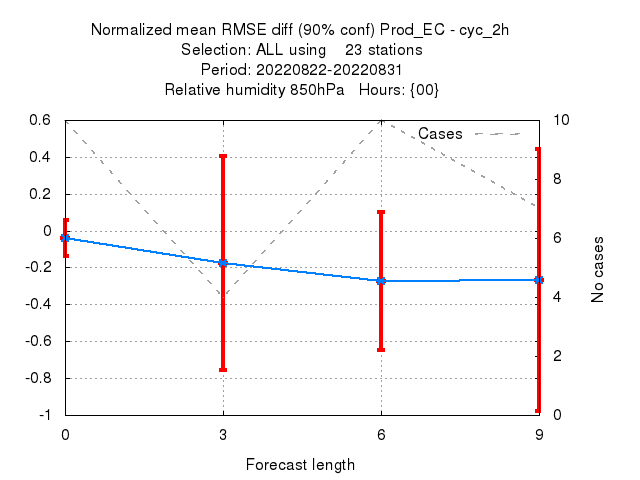 Normalized mean RMSE diff (90% conf) Prod_EC - cyc_2h
Selection: ALL using    23 stations
Period: 20220822-20220831
Relative humidity 850hPa   Hours: {00}
Cases
0.6
0.4
0.2
0
-0.2
-0.4
-0.6
-0.8
-1
10
8
6
4
2
0
No cases
0 3 6 9
Forecast length